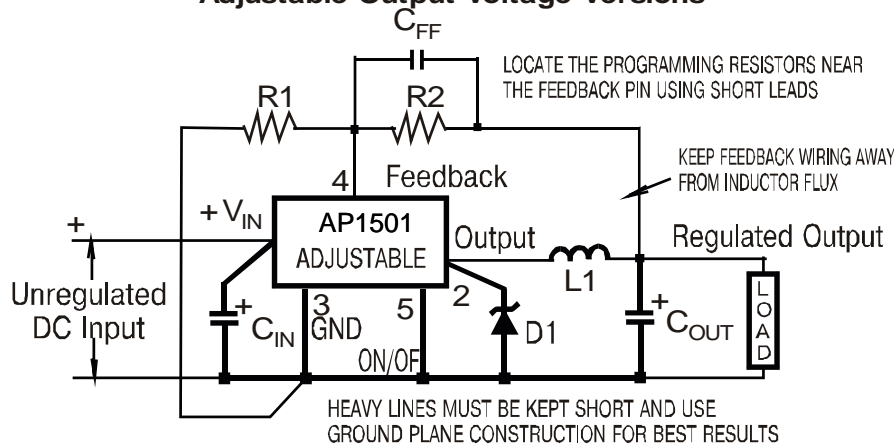 Adjustable Output Voltage Versions
CFF
LOCATE THE PROGRAMMING RESISTORS NEAR
THE FEEDBACK PIN USING SHORT LEADS
R1
R2
KEEP FEEDBACK WIRING AWAY
FROM INDUCTOR FLUX
4
Feedback
+VIN
AP1501
ADJUSTABLE
+
Output
Regulated Output
L1
2
Unregulated
DC Input
+
CIN
3
GND
5
ON/OF
D1
+
COUT
LOAD
HEAVY LINES MUST BE KEPT SHORT AND USE
GROUND PLANE CONSTRUCTION FOR BEST RESULTS